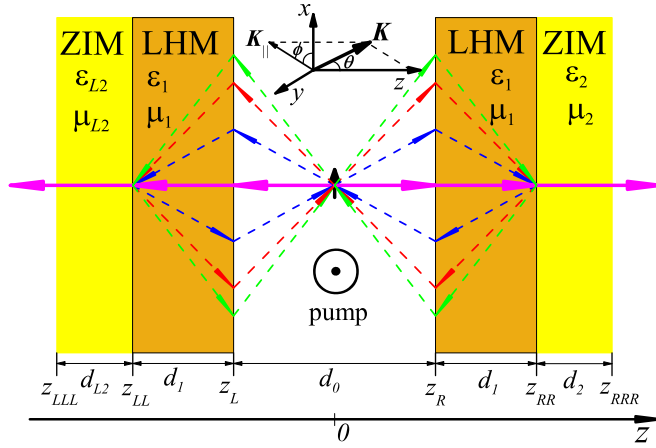 x
K∥ ϕ K
θ
z
y
ZIM LHM LHM ZIM
ε_L2 ε_1 ε_1 ε_2
μ_L2 μ_1 μ_1 μ_2
pump
z_LLL d_L2 z_LL d_1 z_L d_0 z_R d_1 z_RR d_2 z_RRR
0 z